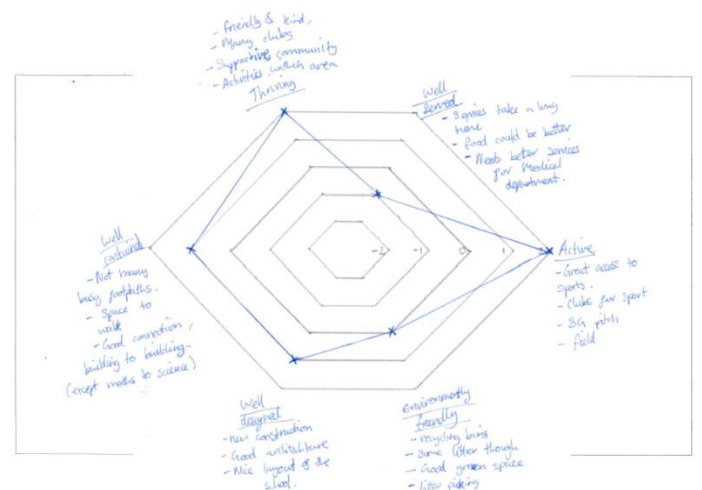 - friendly & kind,
- Many clubs
- Supportive community
- Activities within area
Thriving
Well
served
- Services take a long
time
- food could be better
- Needs better services
for Medical
department.
-2
-1
0
1
Active
- Great access to
sports.
- Clubs for sport
- 3G pitch
- field
Well
- Not many
busy footpaths.
- Space to
walk
- Good connection,
building to building
(except maths to science)
Well
designed
- new construction
- Good architecture
- Nice layout of the
school.
friendly
- recycling bins
- Some litter though
- Good green space
- litter picking